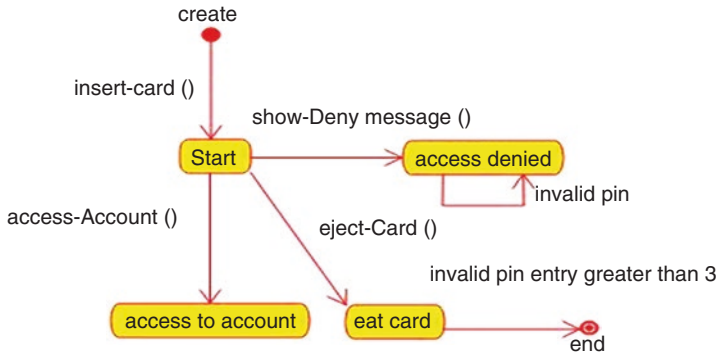 create
insert-card ()
show-Deny message ()
Start
access denied
invalid pin
access-Account ()
eject-Card ()
invalid pin entry greater than 3
access to account
eat card
end